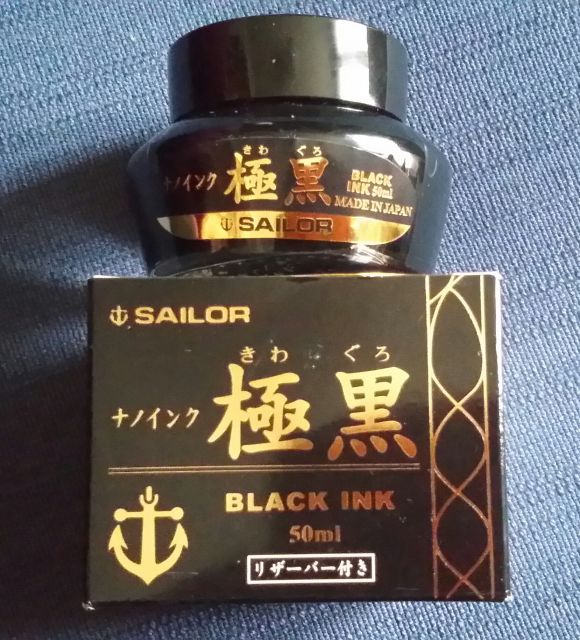 きわ ぐろ
ナノインク 極黒 BLACK
INK 50ml
MADE IN JAPAN
SAILOR
SAILOR
きわ ぐろ
ナノインク 極黒
BLACK INK
50ml
リザーバー付き